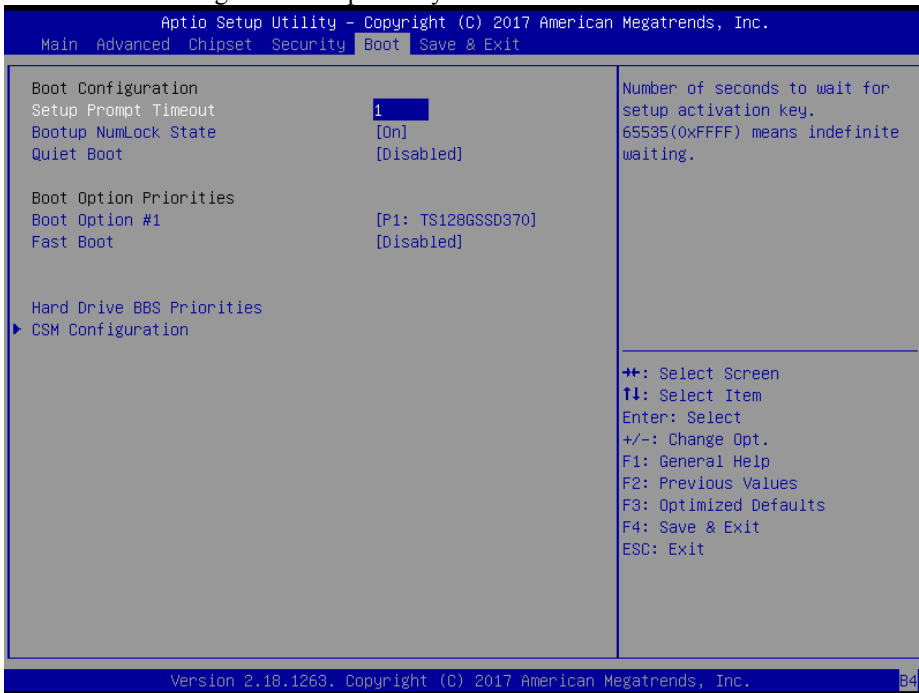 Aptio Setup Utility – Copyright (C) 2017 American Megatrends, Inc.
Main Advanced Chipset Security Boot Save & Exit
Boot Configuration
Setup Prompt Timeout 1
Bootup NumLock State [On]
Quiet Boot [Disabled]
Boot Option Priorities
Boot Option #1 [P1: TS128GSSD370]
Fast Boot [Disabled]
Hard Drive BBS Priorities
CSM Configuration
Number of seconds to wait for
setup activation key.
65535(0xFFFF) means indefinite
waiting.
→←: Select Screen
↑↓: Select Item
Enter: Select
+/-: Change Opt.
F1: General Help
F2: Previous Values
F3: Optimized Defaults
F4: Save & Exit
ESC: Exit
Version 2.18.1263. Copyright (C) 2017 American Megatrends, Inc.
B4